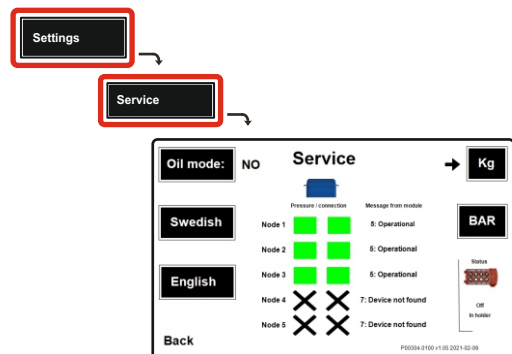 Settings
Service
Oil mode: NO Service Kg
Pressure / connection Message from module
Swedish Node 1 5: Operational BAR
Node 2 5: Operational
Status
English Node 3 5: Operational
Node 4 7: Device not found Off
In holder
Node 5 7: Device not found
Back P00304.0100 v1.05 2021-02-09